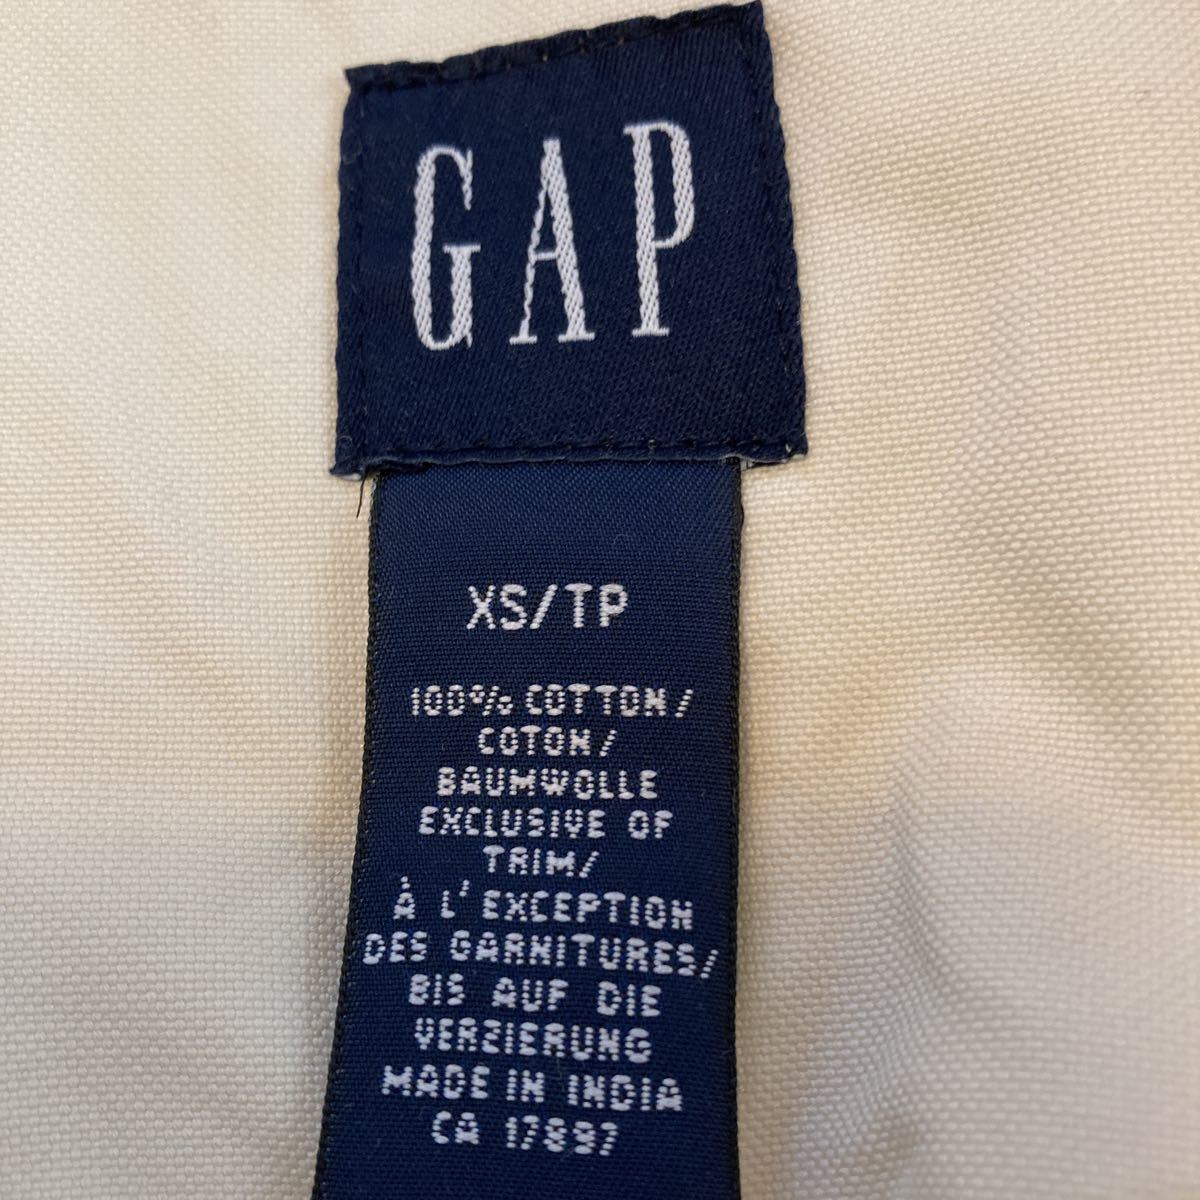 GAP
XS/TP
100% COTTON/
COTON/
BAUMWOLLE
EXCLUSIVE OF
TRIM/
À L'EXCEPTION
DES GARNITURES/
BIS AUF DIE
VERZIERUNG
MADE IN INDIA
CA 17897